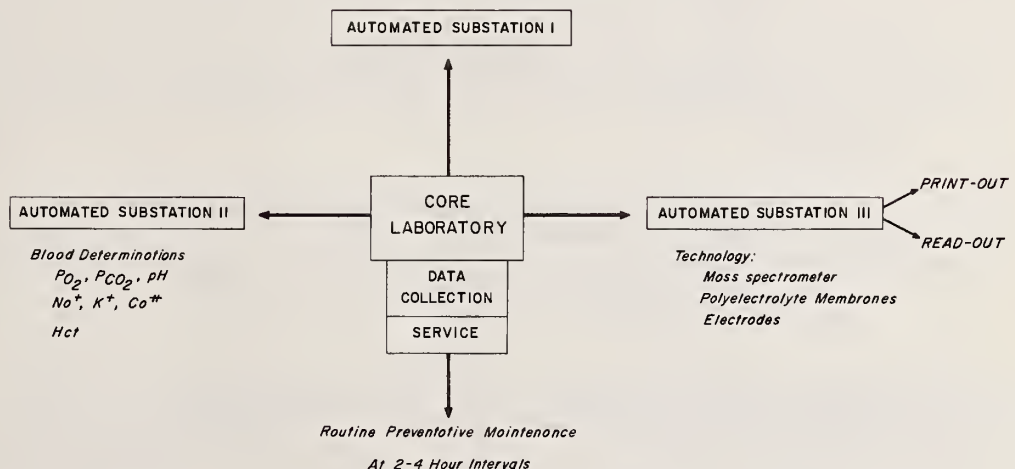 AUTOMATED SUBSTATION I
CORE
LABORATORY
DATA
COLLECTION
SERVICE
Routine Preventative Maintenance
At 2-4 Hour Intervals
AUTOMATED SUBSTATION II
Blood Determinations
PO2, PCO2, pH
Na+, K+, Ca++
Hct
AUTOMATED SUBSTATION III
PRINT-OUT
READ-OUT
Technology:
Mass spectrometer
Polyelectrolyte Membranes
Electrodes